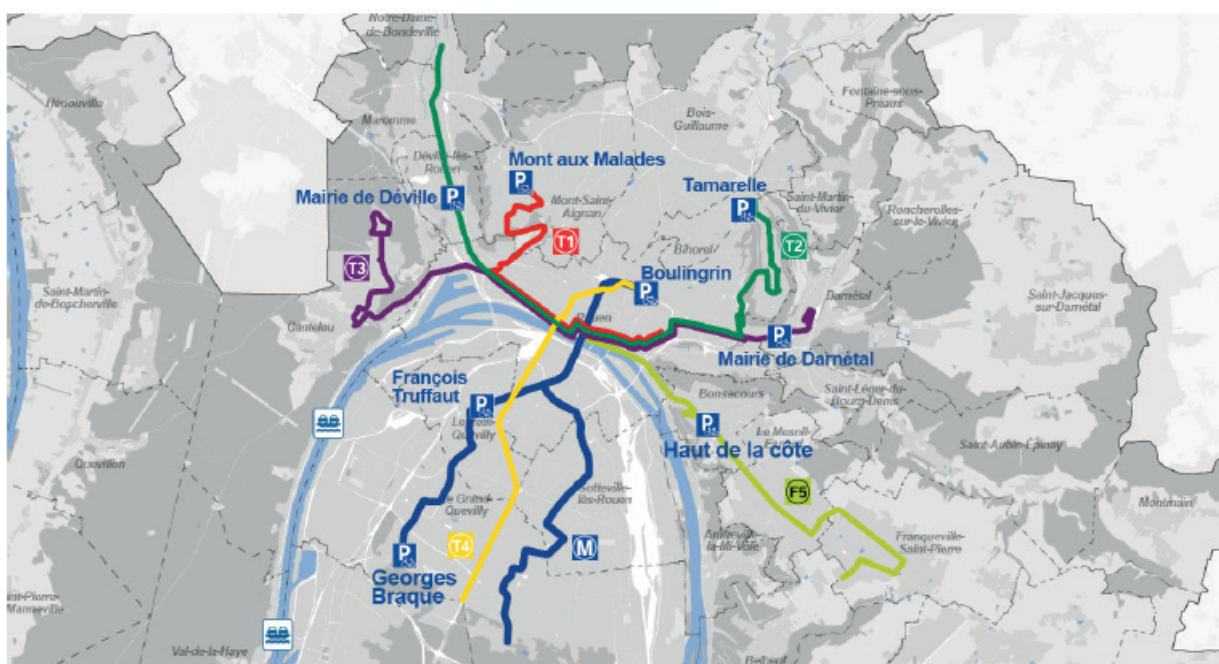 Notre-Dame-
de-Bondeville
Hénouville
Fontaine-sous-
Préaux
Maromme
Bois-
Guillaume
Déville-lès-
Rouen
Mont aux Malades
P
Mairie de Déville
P
Mont-Saint-
Aignan
Tamarelle
P
Saint-Martin-
du-Vivier
Roncherolles-
sur-le-Vivier
T1
T2
T3
Bihorel
Boulingrin
P
Saint-Martin-
de-Boscherville
Canteleu
Rouen
Darnétal
Saint-Jacques-
sur-Darnétal
P
Mairie de Darnétal
François
Truffaut
P
Bonsecours
Saint-Léger-du-
Bourg-Denis
Le Petit-
Quevilly
P
Le Mesnil-
Esnard
Haut de la côte
Saint-Aubin-Épinay
Quevillon
Le Grand-
Quevilly
Sotteville-
lès-Rouen
F5
Montmain
P
Georges
Braque
T4
M
Amfreville-
la-Mi-Voie
Franqueville-
Saint-Pierre
int-Pierre-
Manneville
Val-de-la-Haye
Belbeuf